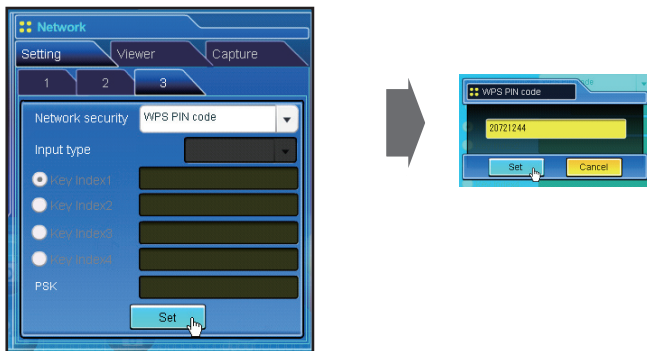 Network
Setting Viewer Capture
1 2 3
Network security WPS PIN code
Input type
Key Index1
Key Index2
Key Index3
Key Index4
PSK
Set
WPS PIN code
20721244
Set Cancel